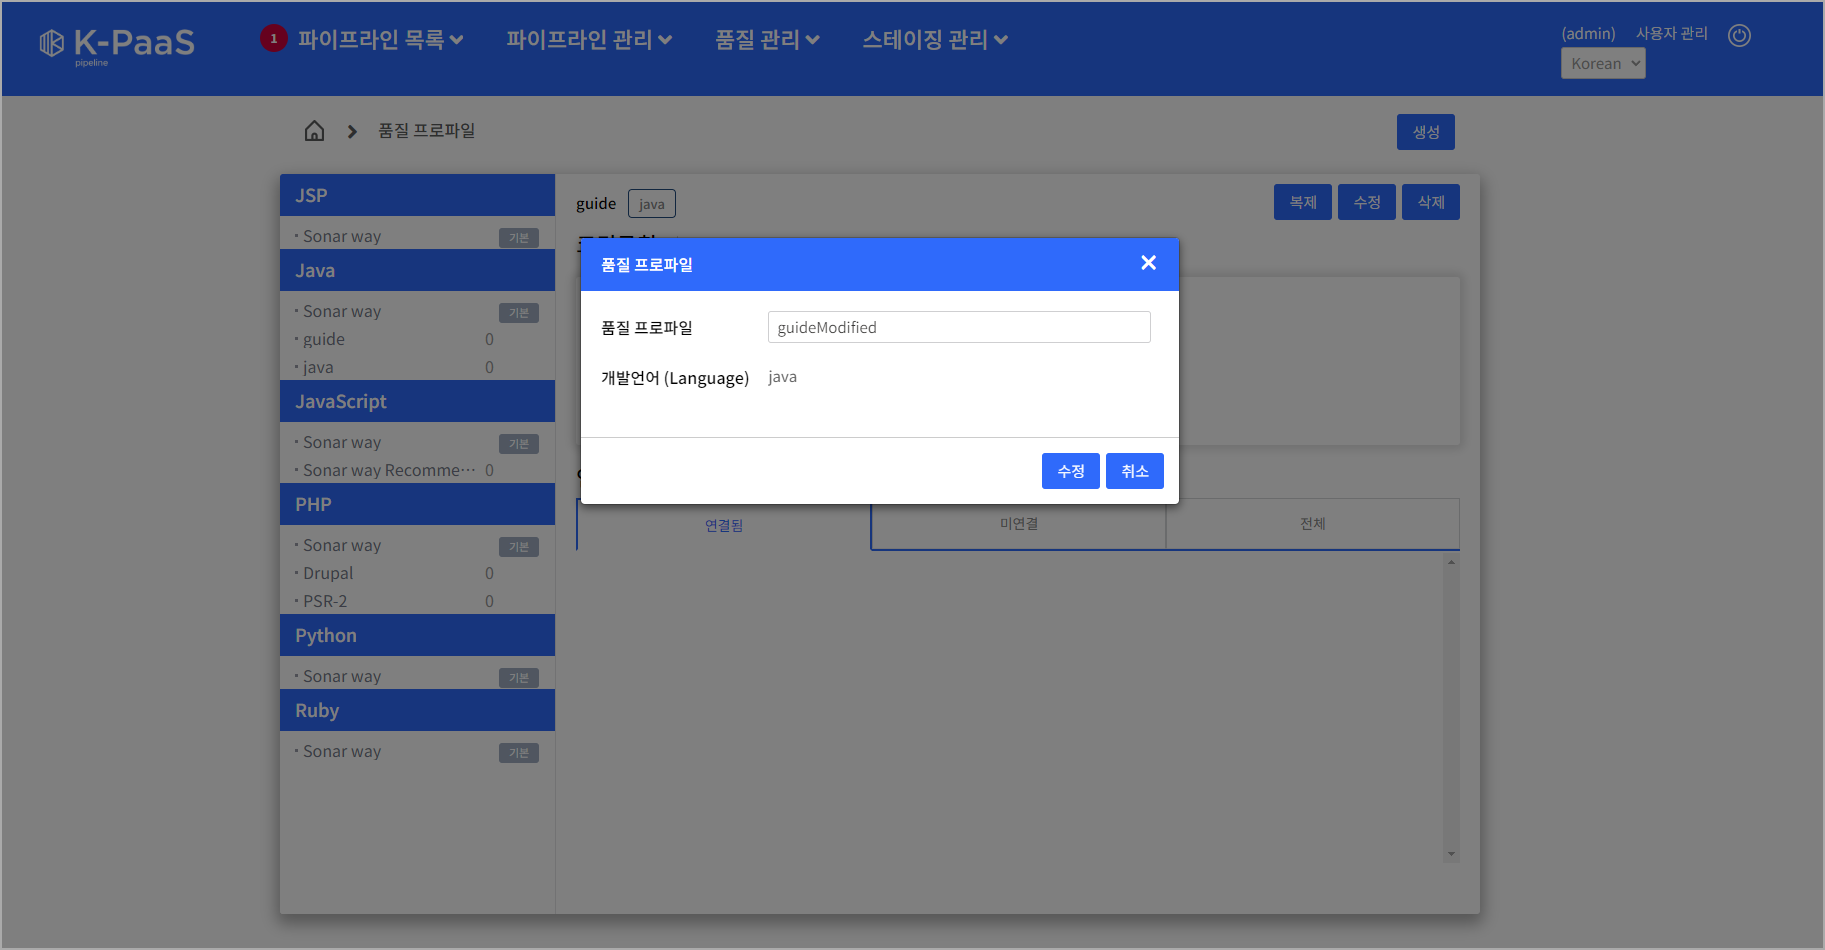 K-PaaS
pipeline
1 파이프라인 목록 파이프라인 관리 품질 관리 스테이징 관리
(admin) 사용자 관리
Korean
품질 프로파일
생성
JSP
· Sonar way 기본
Java
· Sonar way 기본
· guide 0
· java 0
JavaScript
· Sonar way 기본
· Sonar way Recomme··· 0
PHP
· Sonar way 기본
· Drupal 0
· PSR-2 0
Python
· Sonar way 기본
Ruby
· Sonar way 기본
guide java
복제 수정 삭제
품질 프로파일
품질 프로파일 guideModified
개발언어 (Language) java
수정 취소
연결됨 미연결 전체